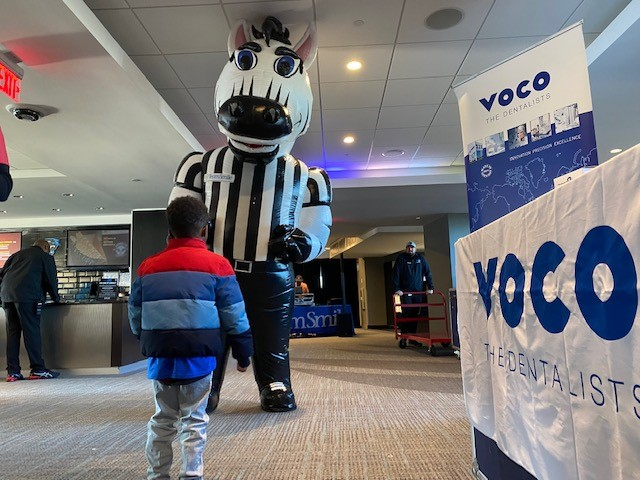 EXIT
VOCO
THE DENTALISTS
INNOVATION PRECISION EXCELLENCE
VOCO
THE DENTALISTS